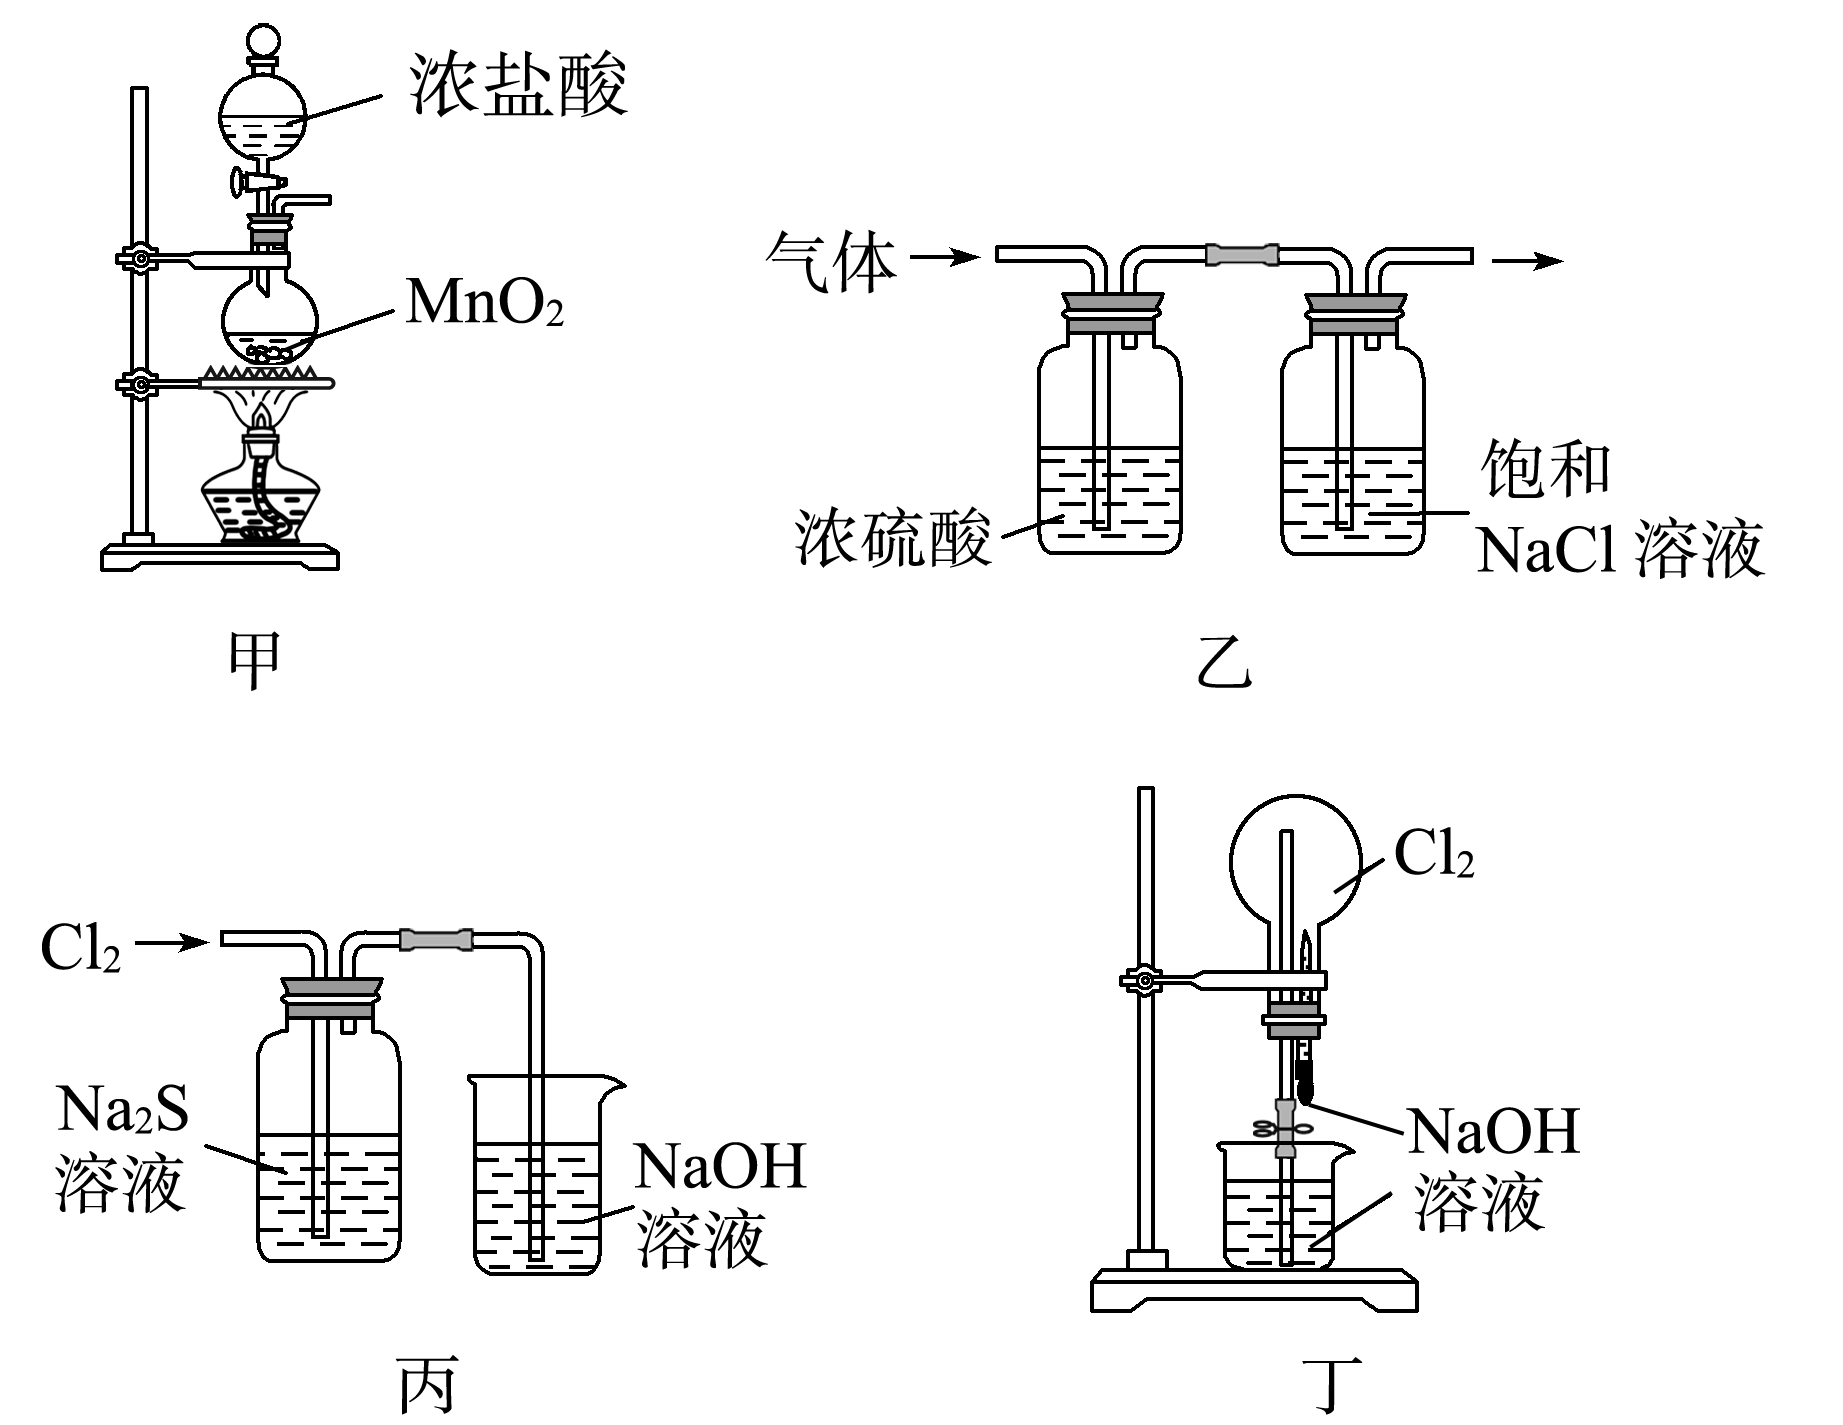 浓盐酸
MnO₂
甲
气体
浓硫酸
饱和
NaCl 溶液
乙
Cl₂
Na₂S
溶液
NaOH
溶液
丙
Cl₂
NaOH
溶液
丁